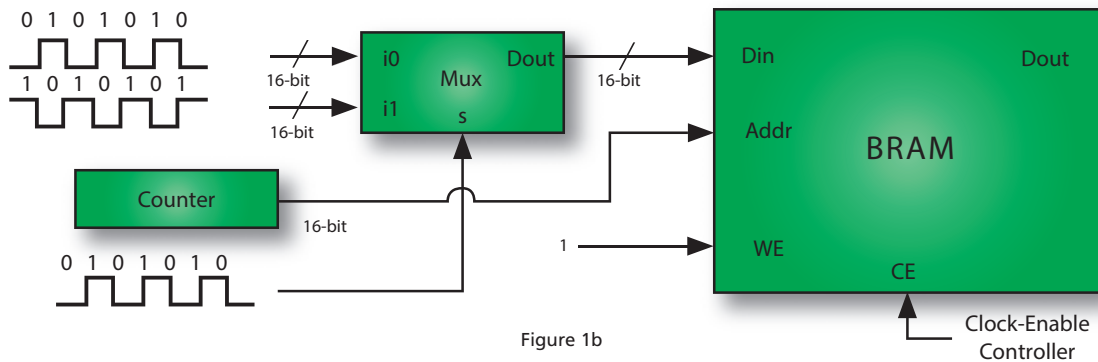 0 1 0 1 0 1 0
1 0 1 0 1 0 1
16-bit
16-bit
i0
i1
Mux
s
Dout
16-bit
Din
Dout
Addr
BRAM
WE
CE
Counter
16-bit
1
0 1 0 1 0 1 0
Clock-Enable
Controller
Figure 1b